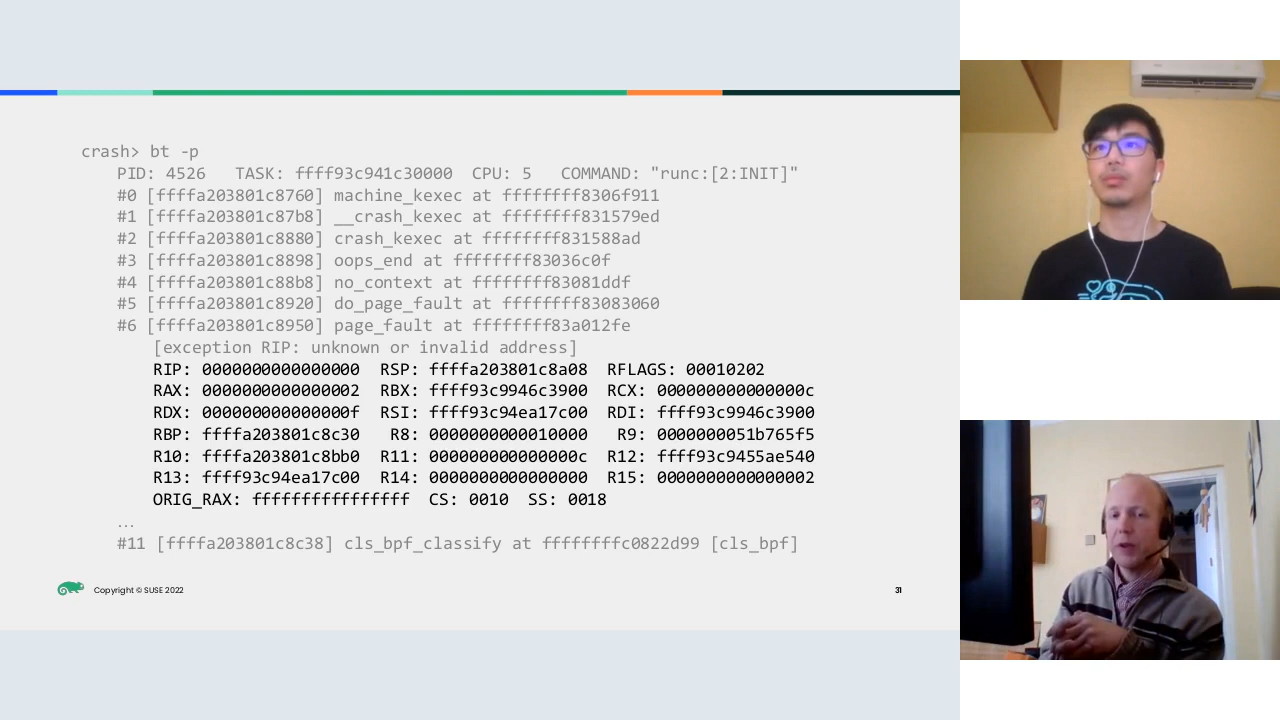 crash> bt -p
PID: 4526 TASK: ffff93c941c30000 CPU: 5 COMMAND: "runc:[2:INIT]"
#0 [ffffa203801c8760] machine_kexec at ffffffff8306f911
#1 [ffffa203801c87b8] __crash_kexec at ffffffff831579ed
#2 [ffffa203801c8880] crash_kexec at ffffffff831588ad
#3 [ffffa203801c8898] oops_end at ffffffff83036c0f
#4 [ffffa203801c88b8] no_context at ffffffff83081ddf
#5 [ffffa203801c8920] do_page_fault at ffffffff83083060
#6 [ffffa203801c8950] page_fault at ffffffff83a012fe
[exception RIP: unknown or invalid address]
RIP: 0000000000000000 RSP: ffffa203801c8a08 RFLAGS: 00010202
RAX: 0000000000000002 RBX: ffff93c9946c3900 RCX: 000000000000000c
RDX: 000000000000000f RSI: ffff93c94ea17c00 RDI: ffff93c9946c3900
RBP: ffffa203801c8c30 R8: 0000000000010000 R9: 0000000051b765f5
R10: ffffa203801c8bb0 R11: 000000000000000c R12: ffff93c9455ae540
R13: ffff93c94ea17c00 R14: 0000000000000000 R15: 0000000000000002
ORIG_RAX: ffffffffffffffff CS: 0010 SS: 0018
...
#11 [ffffa203801c8c38] cls_bpf_classify at ffffffffc0822d99 [cls_bpf]
Copyright © SUSE 2022
31